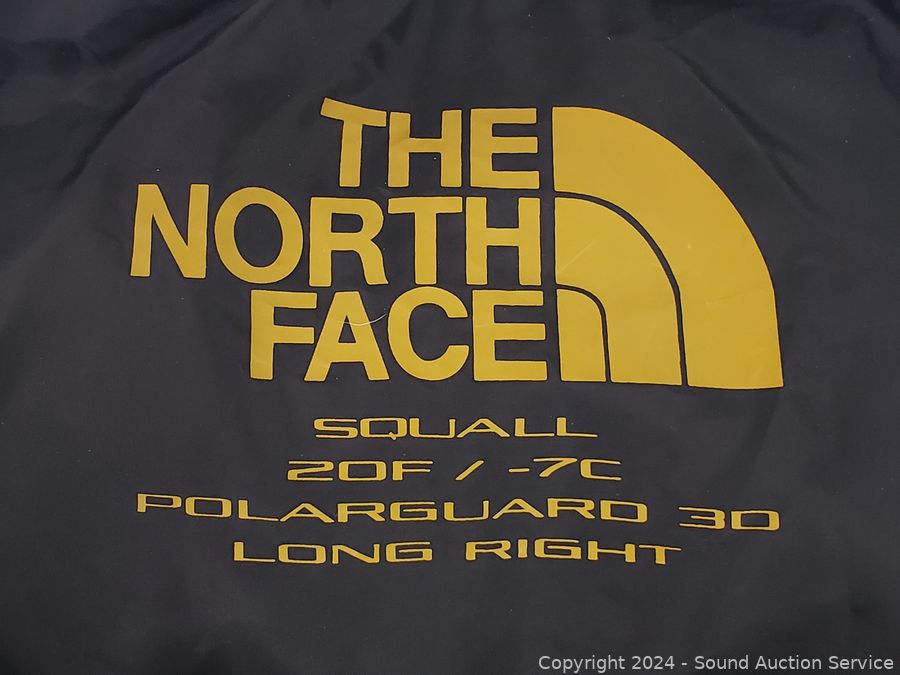 THE
NORTH
FACE
SQUALL
20F / -7C
POLARGUARD 3D
LONG RIGHT
Copyright 2024 - Sound Auction Service